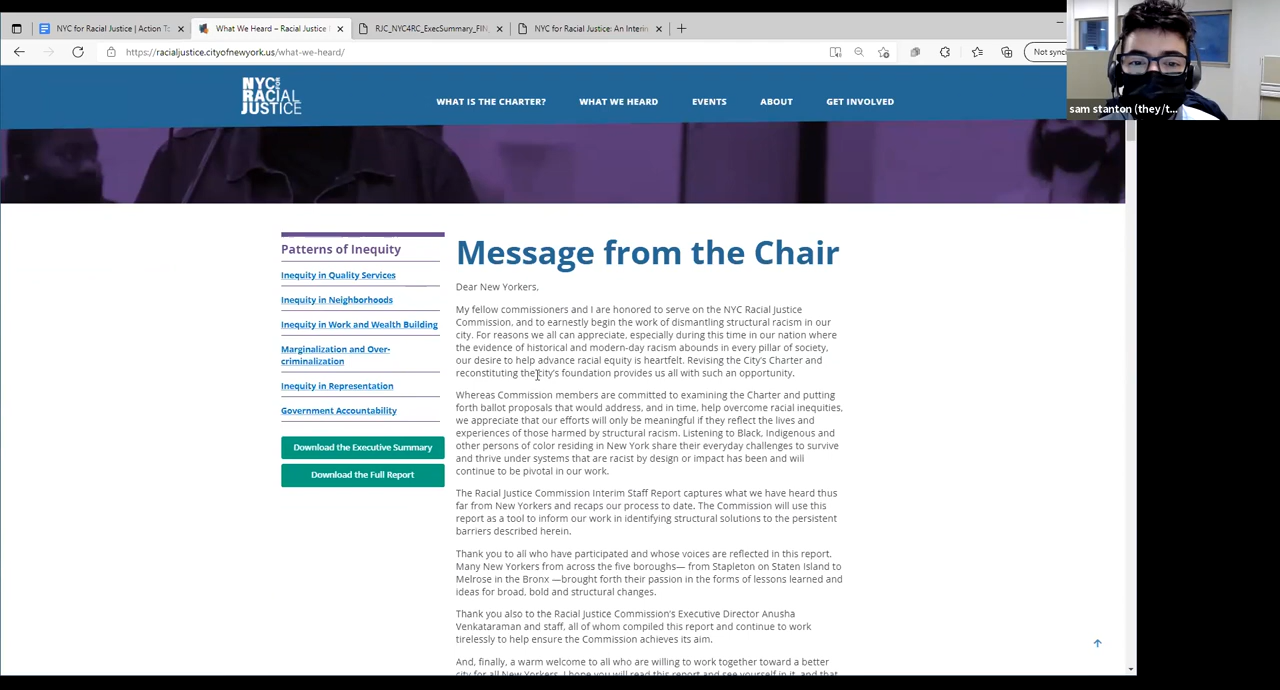 NYC for Racial Justice | Action To
What We Heard – Racial Justice
RJC_NYC4RC_ExecSummary_FIN
NYC for Racial Justice: An Interin
https://racialjustice.cityofnewyork.us/what-we-heard/
Not sync
sam stanton (they/t...
NYC FOR
RACIAL
JUSTICE
WHAT IS THE CHARTER?
WHAT WE HEARD
EVENTS
ABOUT
GET INVOLVED
Patterns of Inequity
Inequity in Quality Services
Inequity in Neighborhoods
Inequity in Work and Wealth Building
Marginalization and Over-
criminalization
Inequity in Representation
Government Accountability
Download the Executive Summary
Download the Full Report
Message from the Chair
Dear New Yorkers,
My fellow commissioners and I are honored to serve on the NYC Racial Justice
Commission, and to earnestly begin the work of dismantling structural racism in our
city. For reasons we all can appreciate, especially during this time in our nation where
the evidence of historical and modern-day racism abounds in every pillar of society,
our desire to help advance racial equity is heartfelt. Revising the City's Charter and
reconstituting the city's foundation provides us all with such an opportunity.
Whereas Commission members are committed to examining the Charter and putting
forth ballot proposals that would address, and in time, help overcome racial inequities,
we appreciate that our efforts will only be meaningful if they reflect the lives and
experiences of those harmed by structural racism. Listening to Black, Indigenous and
other persons of color residing in New York share their everyday challenges to survive
and thrive under systems that are racist by design or impact has been and will
continue to be pivotal in our work.
The Racial Justice Commission Interim Staff Report captures what we have heard thus
far from New Yorkers and recaps our process to date. The Commission will use this
report as a tool to inform our work in identifying structural solutions to the persistent
barriers described herein.
Thank you to all who have participated and whose voices are reflected in this report.
Many New Yorkers from across the five boroughs— from Stapleton on Staten Island to
Melrose in the Bronx —brought forth their passion in the forms of lessons learned and
ideas for broad, bold and structural changes.
Thank you also to the Racial Justice Commission's Executive Director Anusha
Venkataraman and staff, all of whom compiled this report and continue to work
tirelessly to help ensure the Commission achieves its aim.
And, finally, a warm welcome to all who are willing to work together toward a better
city for all New Yorkers. I hope you will read this report and see yourself in it, and that